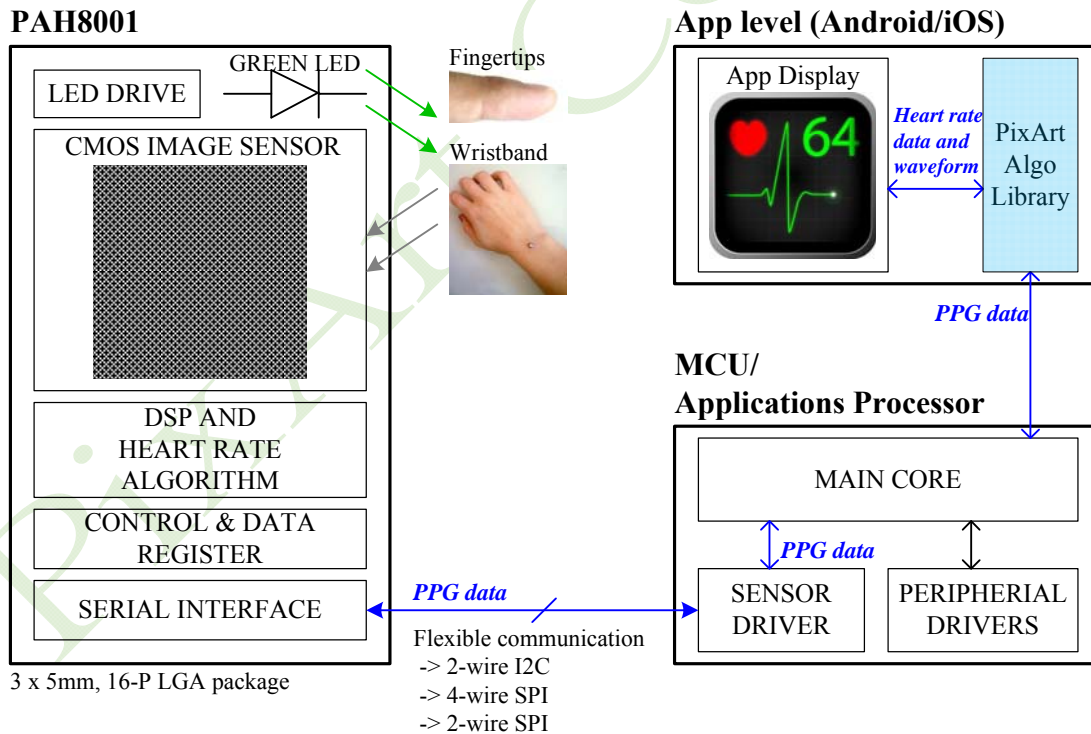 PAH8001
LED DRIVE
GREEN LED
CMOS IMAGE SENSOR
DSP AND
HEART RATE
ALGORITHM
CONTROL & DATA
REGISTER
SERIAL INTERFACE
3 x 5mm, 16-P LGA package
Fingertips
Wristband
PPG data
Flexible communication
-> 2-wire I2C
-> 4-wire SPI
-> 2-wire SPI
App level (Android/iOS)
App Display
64
Heart rate
data and
waveform
PixArt
Algo
Library
PPG data
MCU/
Applications Processor
MAIN CORE
PPG data
SENSOR
DRIVER
PERIPHERIAL
DRIVERS
PixArt Co